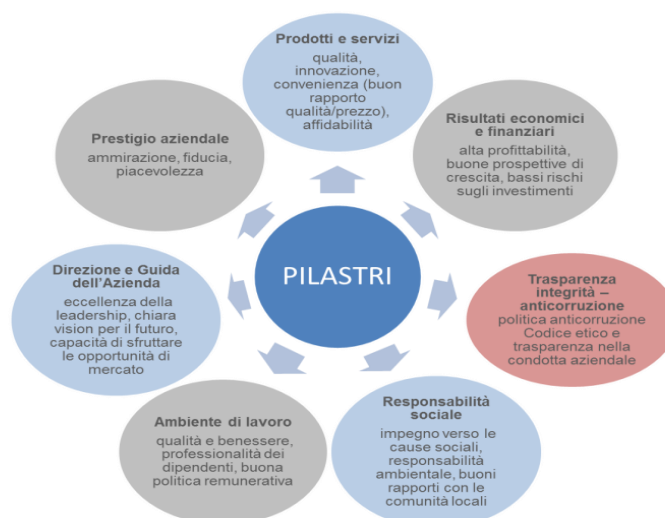 Prodotti e servizi
qualità,
innovazione,
convenienza (buon
rapporto
qualità/prezzo),
affidabilità
Risultati economici
e finanziari
alta profittabilità,
buone prospettive di
crescita, bassi rischi
sugli investimenti
Trasparenza
integrità –
anticorruzione
politica anticorruzione
Codice etico e
trasparenza nella
condotta aziendale
Responsabilità
sociale
impegno verso le
cause sociali,
responsabilità
ambientale, buoni
rapporti con le
comunità locali
Ambiente di lavoro
qualità e benessere,
professionalità dei
dipendenti, buona
politica remunerativa
Direzione e Guida
dell'Azienda
eccellenza della
leadership, chiara
vision per il futuro,
capacità di sfruttare
le opportunità di
mercato
Prestigio aziendale
ammirazione, fiducia,
piacevolezza
PILASTRI